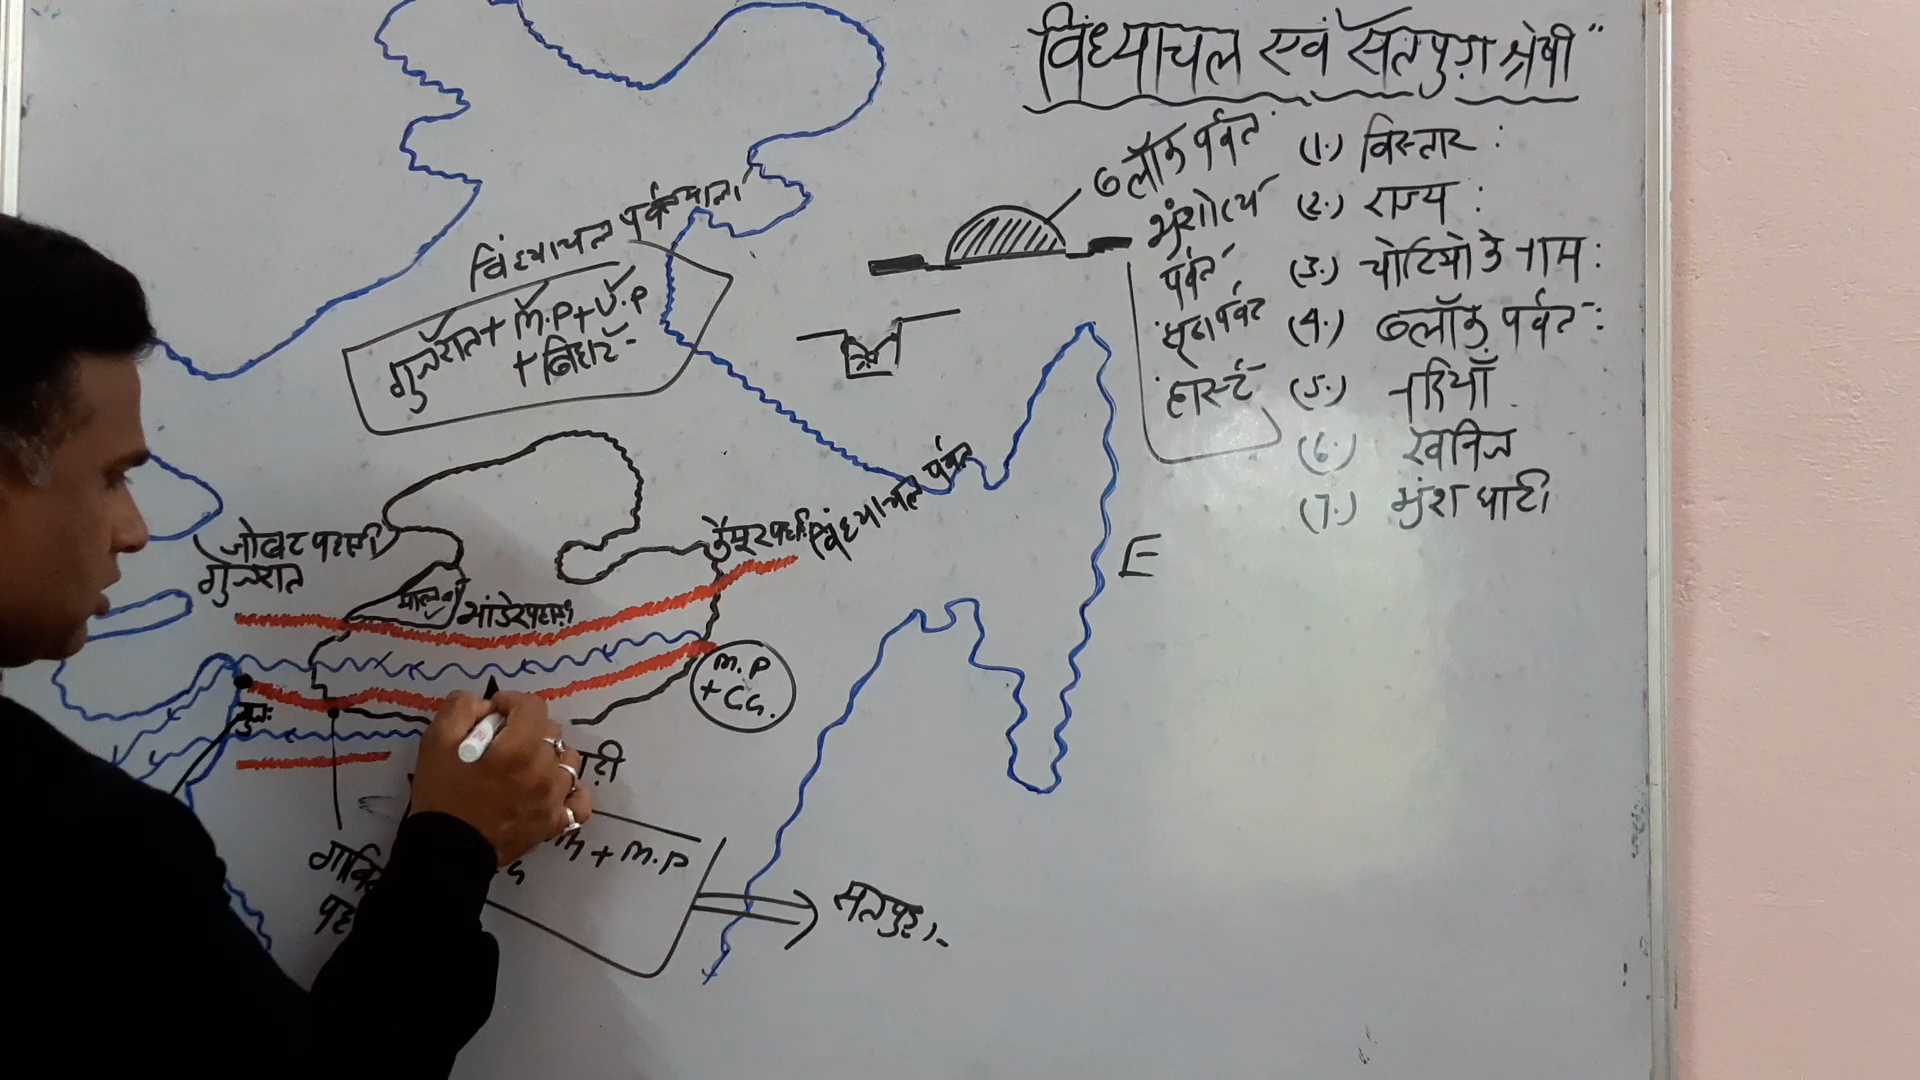 विंध्याचल एवं सतपुड़ा श्रेणी"
(1.) विस्तार :
(2.) राज्य :
(3.) चोटियो के नाम :
(4.) ब्लॉक पर्वत :
(5.) नदियाँ
(6.) खनिज
(7.) भ्रंश घाटी
ब्लॉक पर्वत
भ्रंशोत्थ
पर्वत
हार्स्ट
विंध्याचल पर्वतमाला
गुजरात + M.P + U.P
+ बिहार
कैमूर पहाड़ी
विंध्याचल पर्वत
E
जोबट पहाड़ी
गुजरात
भांडेर पहाड़ी
M.P
+ CG.
गुज.
ड़ी
+ M.P
सतपुड़ा